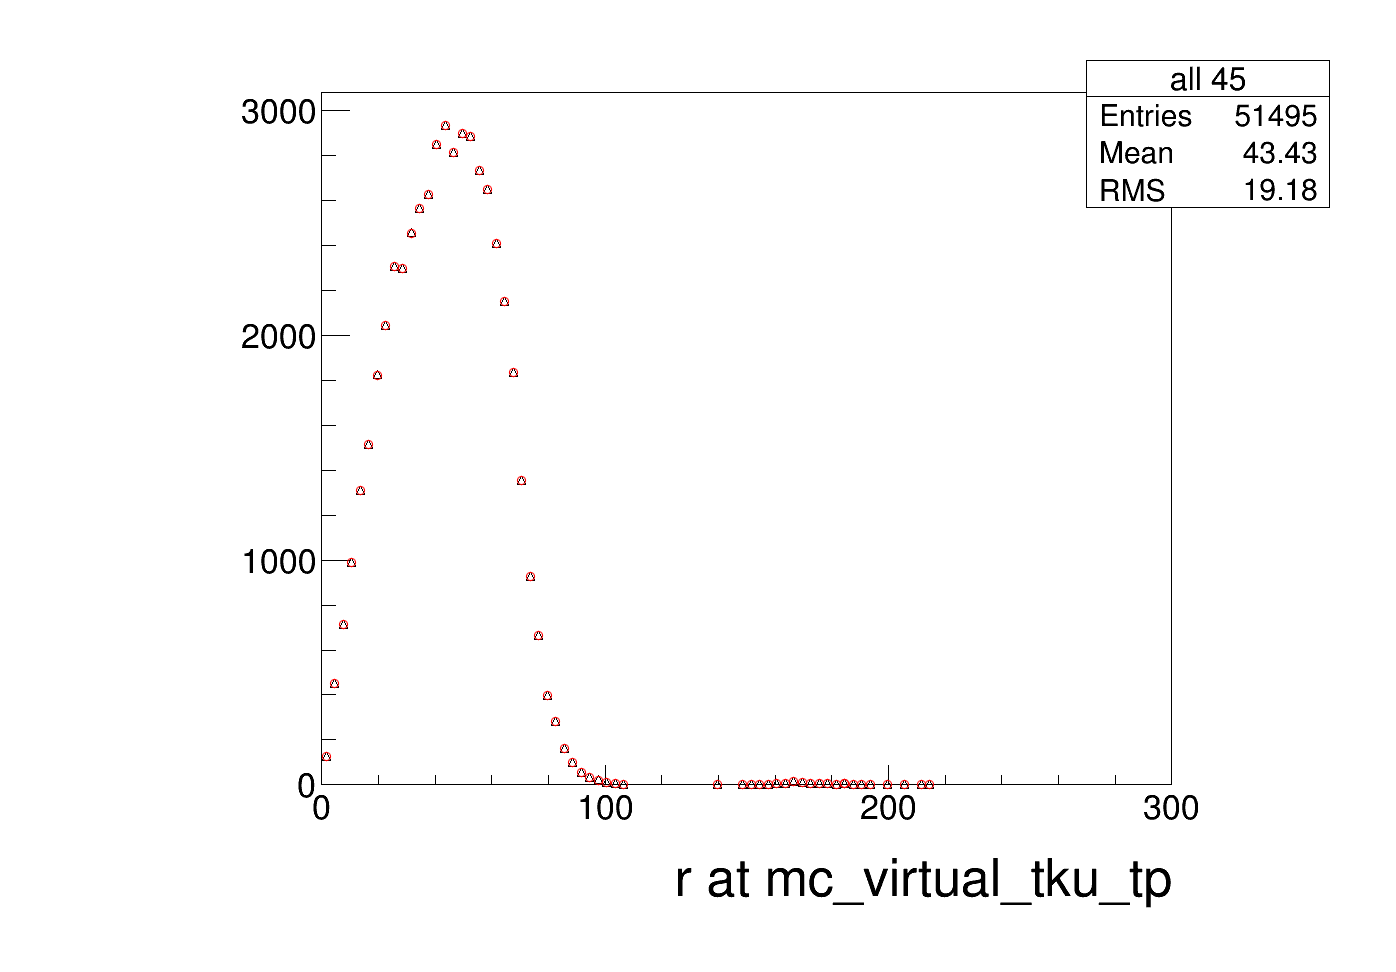 all 45
Entries 51495
Mean 43.43
RMS 19.18
3000
2000
1000
0
0 100 200 300
r at mc_virtual_tku_tp